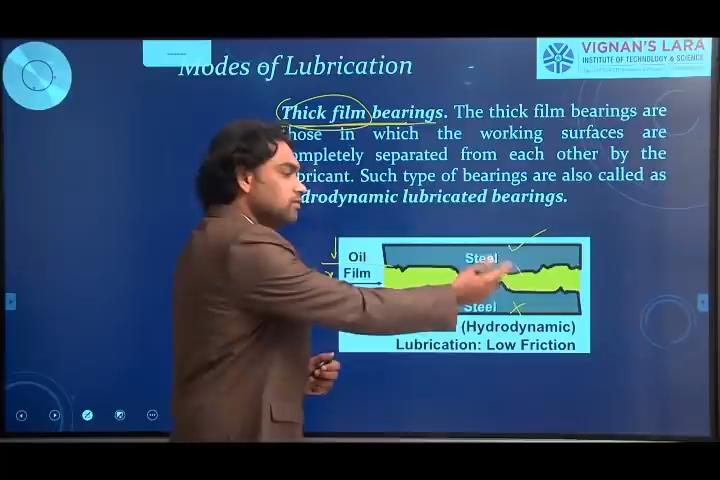 Modes of Lubrication
VIGNAN'S LARA
INSTITUTE OF TECHNOLOGY & SCIENCE
Thick film bearings. The thick film bearings are
those in which the working surfaces are
completely separated from each other by the
lubricant. Such type of bearings are also called as
hydrodynamic lubricated bearings.
Oil
Film
Steel
Steel
(Hydrodynamic)
Lubrication: Low Friction